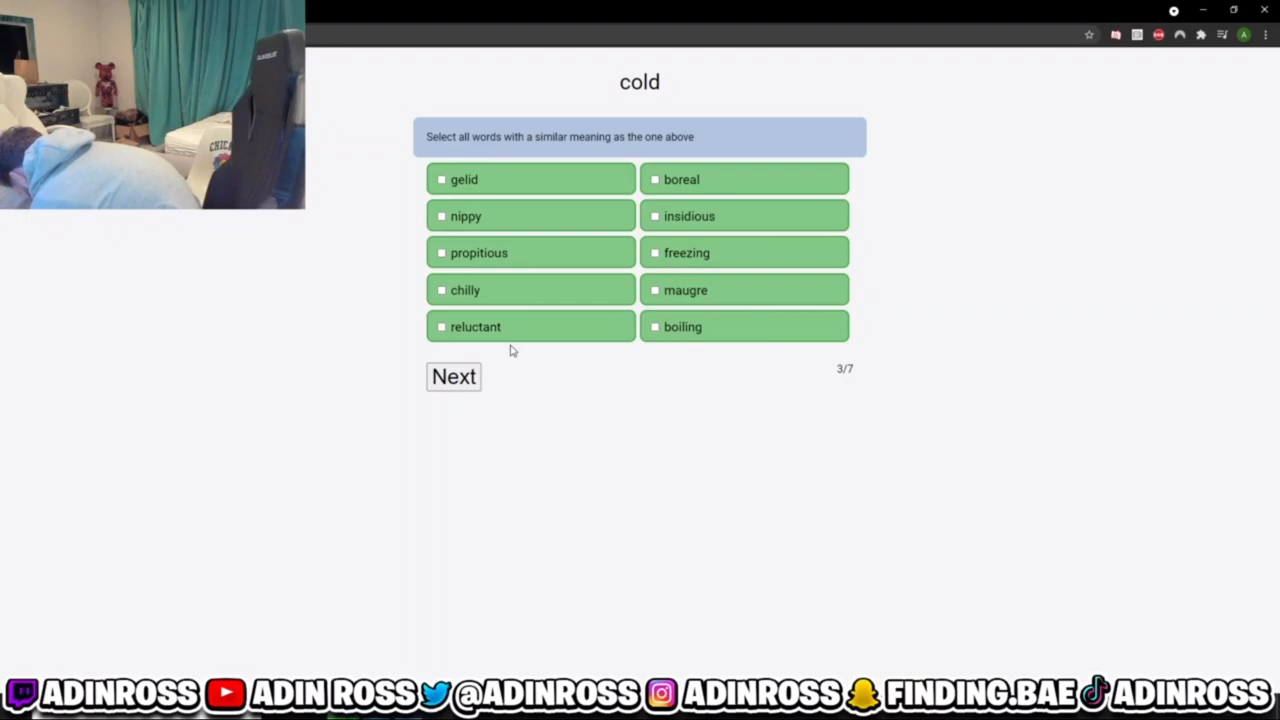 cold
Select all words with a similar meaning as the one above
gelid
boreal
nippy
insidious
propitious
freezing
chilly
maugre
reluctant
boiling
Next
3/7
CHICA
A
ADINROSS ADIN ROSS @ADINROSS ADINROSS FINDING.BAE ADINROSS